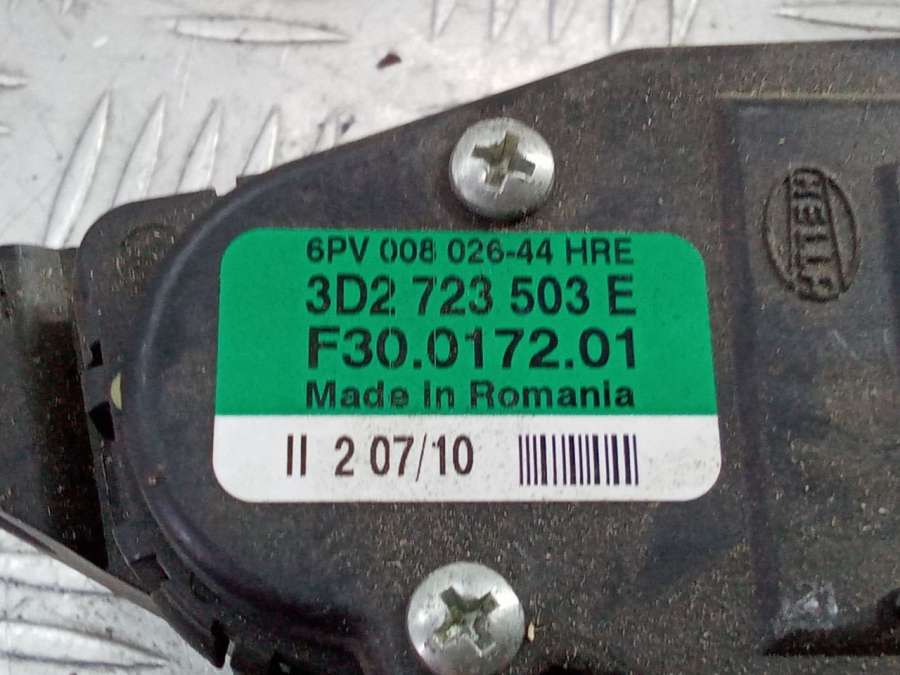 6PV 008 026-44 HRE
3D2 723 503 E
F30.0172.01
Made in Romania
II 2 07/10
HELLA